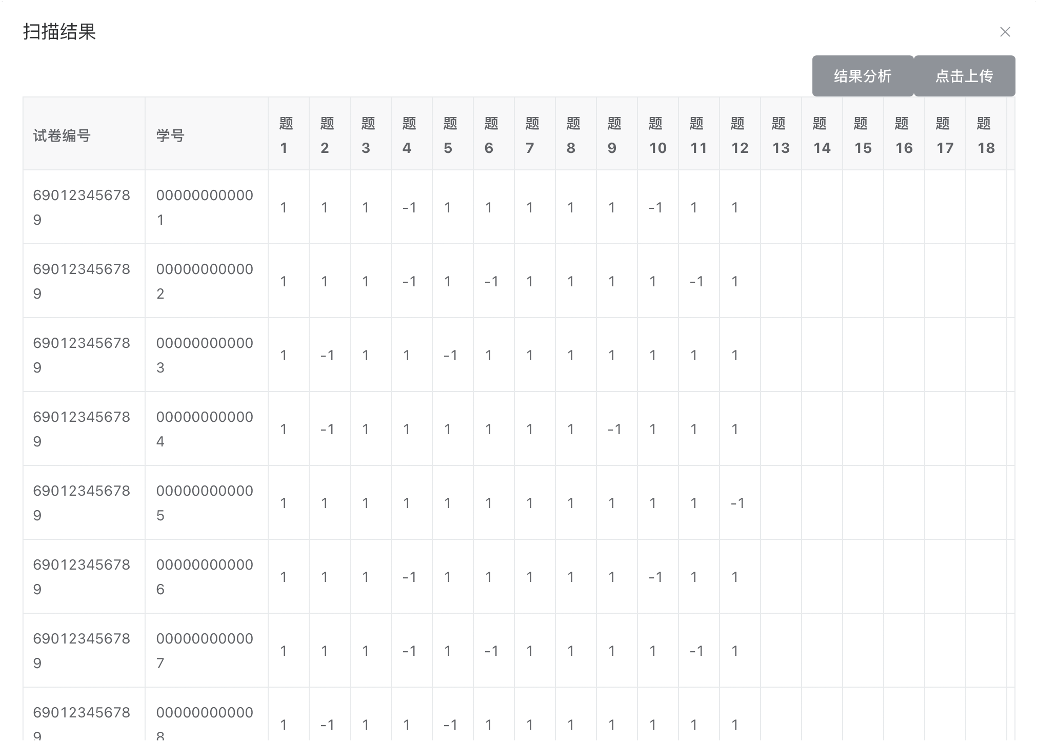 扫描结果
结果分析 点击上传
试卷编号 学号 题1 题2 题3 题4 题5 题6 题7 题8 题9 题10 题11 题12 题13 题14 题15 题16 题17 题18
690123456789 000000000001 1 1 1 -1 1 1 1 1 1 -1 1 1
690123456789 000000000002 1 1 1 -1 1 -1 1 1 1 1 -1 1
690123456789 000000000003 1 -1 1 1 -1 1 1 1 1 1 1 1
690123456789 000000000004 1 -1 1 1 1 1 1 1 -1 1 1 1
690123456789 000000000005 1 1 1 1 1 1 1 1 1 1 1 -1
690123456789 000000000006 1 1 1 -1 1 1 1 1 1 -1 1 1
690123456789 000000000007 1 1 1 -1 1 -1 1 1 1 1 -1 1
690123456789 000000000008 1 -1 1 1 -1 1 1 1 1 1 1 1